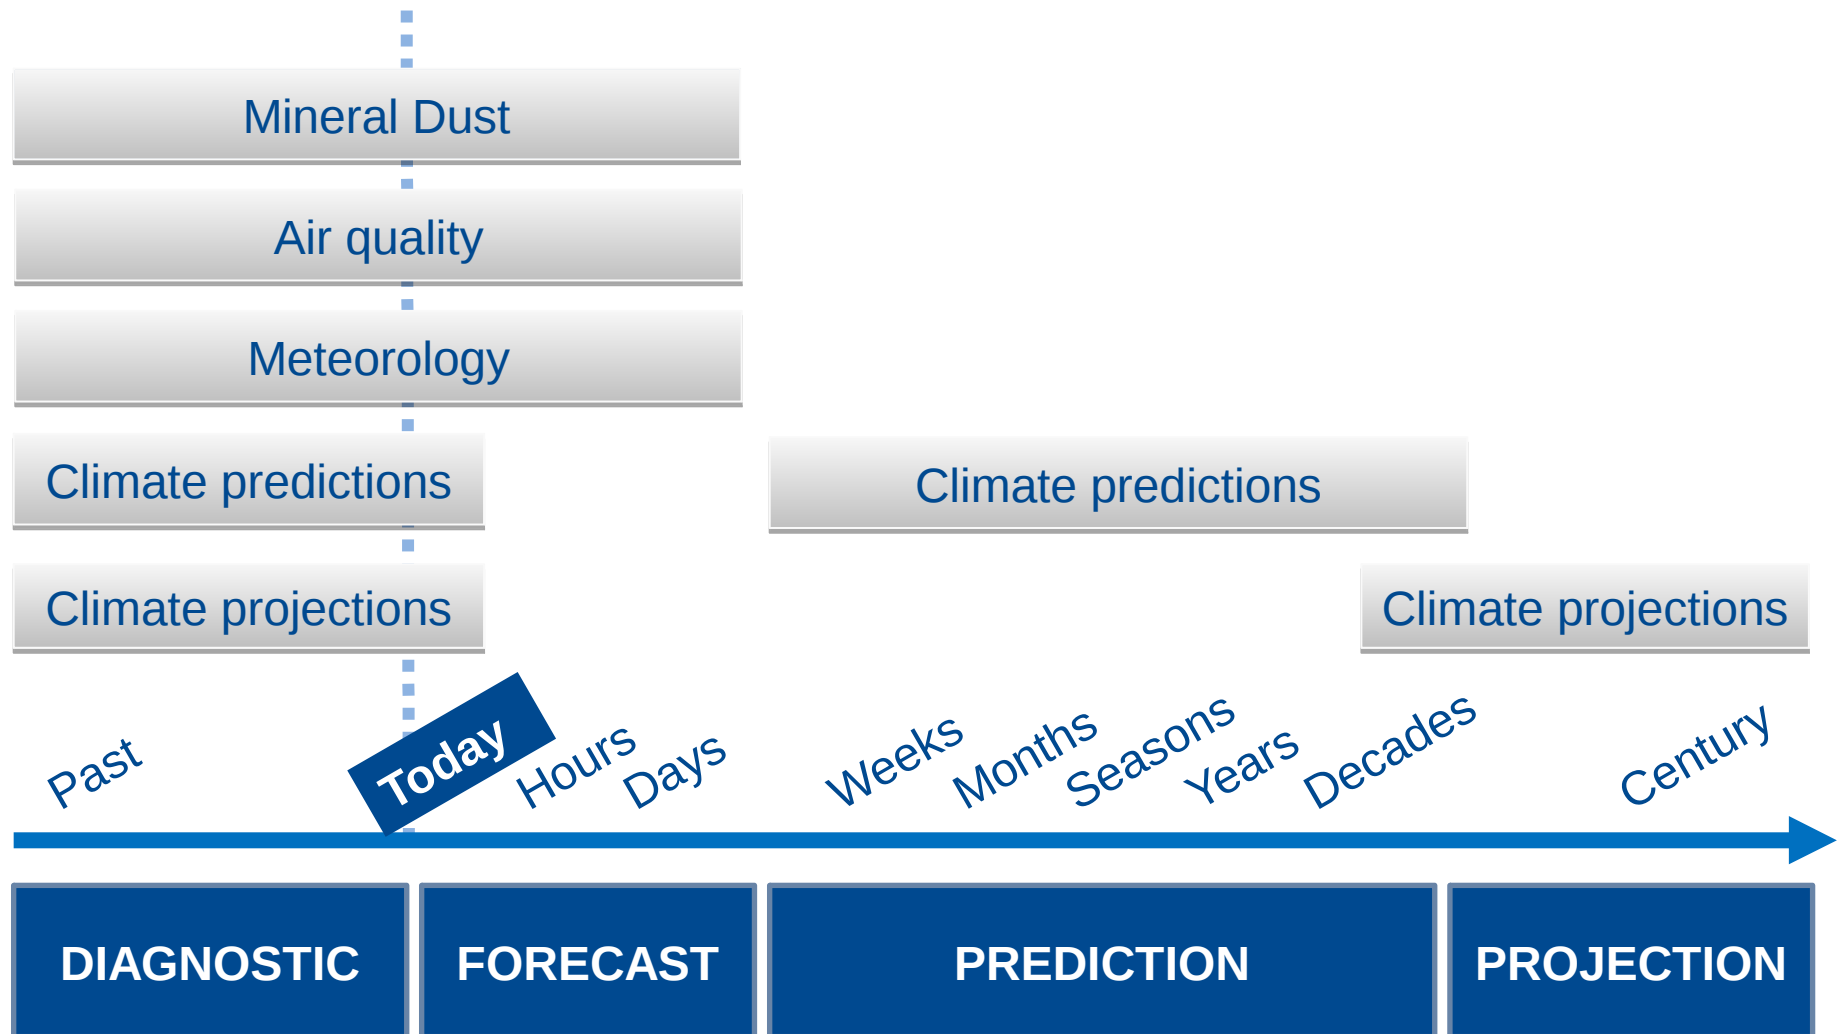 Mineral Dust
Air quality
Meteorology
Climate predictions
Climate predictions
Climate projections
Climate projections
Past
Today
Hours
Days
Weeks
Months
Seasons
Years
Decades
Century
DIAGNOSTIC
FORECAST
PREDICTION
PROJECTION